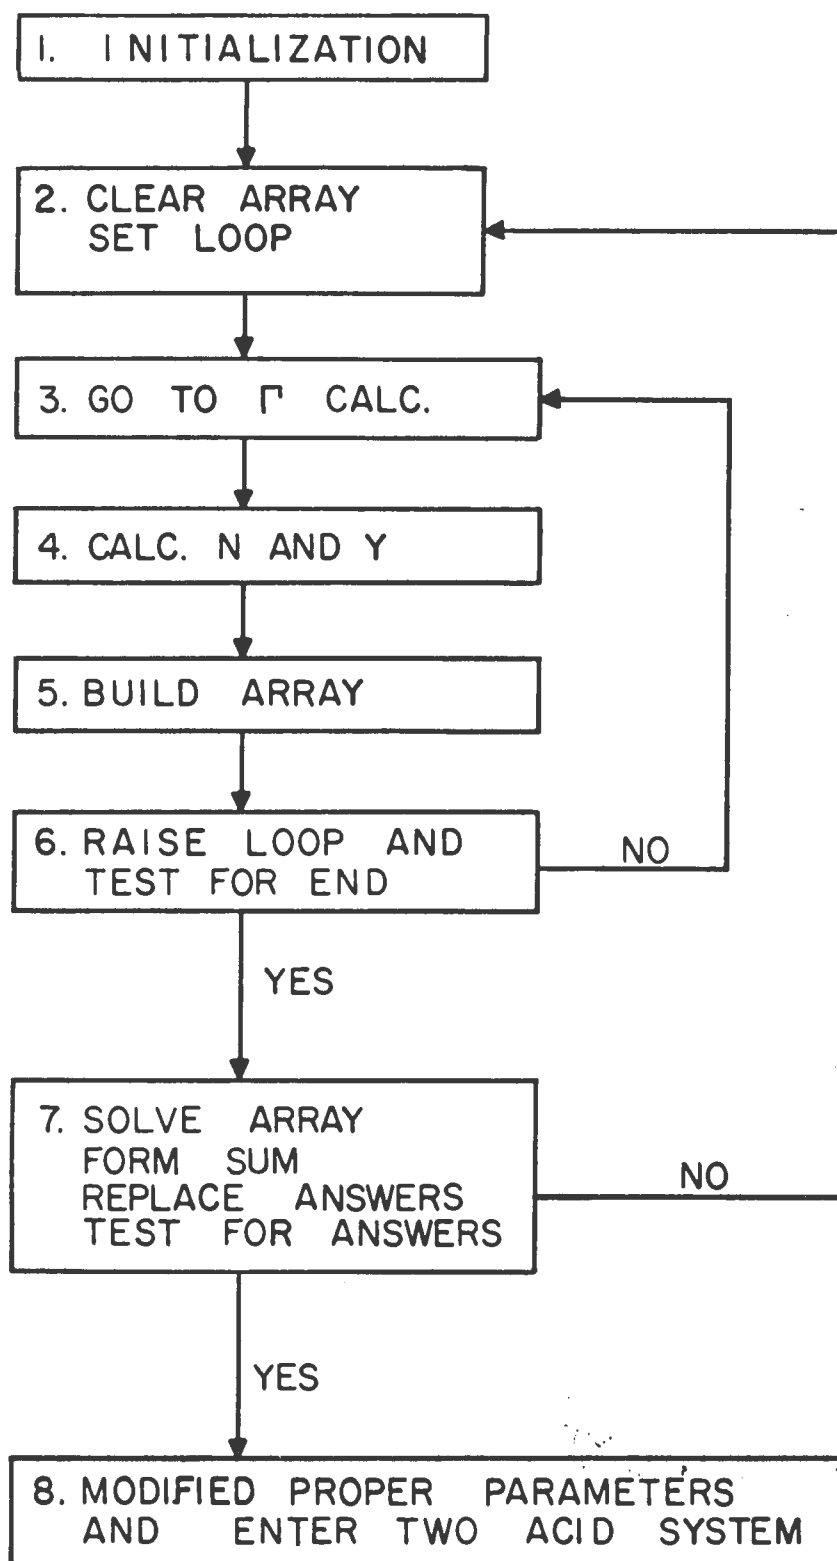 1. INITIALIZATION
2. CLEAR ARRAY
SET LOOP
3. GO TO Γ CALC.
4. CALC. N AND Y
5. BUILD ARRAY
6. RAISE LOOP AND
TEST FOR END
NO
YES
7. SOLVE ARRAY
FORM SUM
REPLACE ANSWERS
TEST FOR ANSWERS
NO
YES
8. MODIFIED PROPER PARAMETERS
AND ENTER TWO ACID SYSTEM